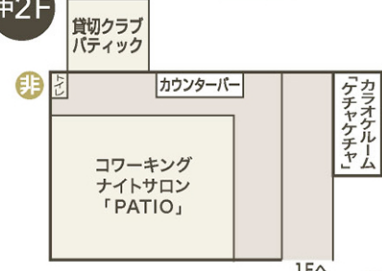 中2F
貸切クラブ
パティック
非
トイレ
カウンターバー
カラオケルーム
「ケチャケチャ」
コワーキング
ナイトサロン
「PATIO」
1Fへ